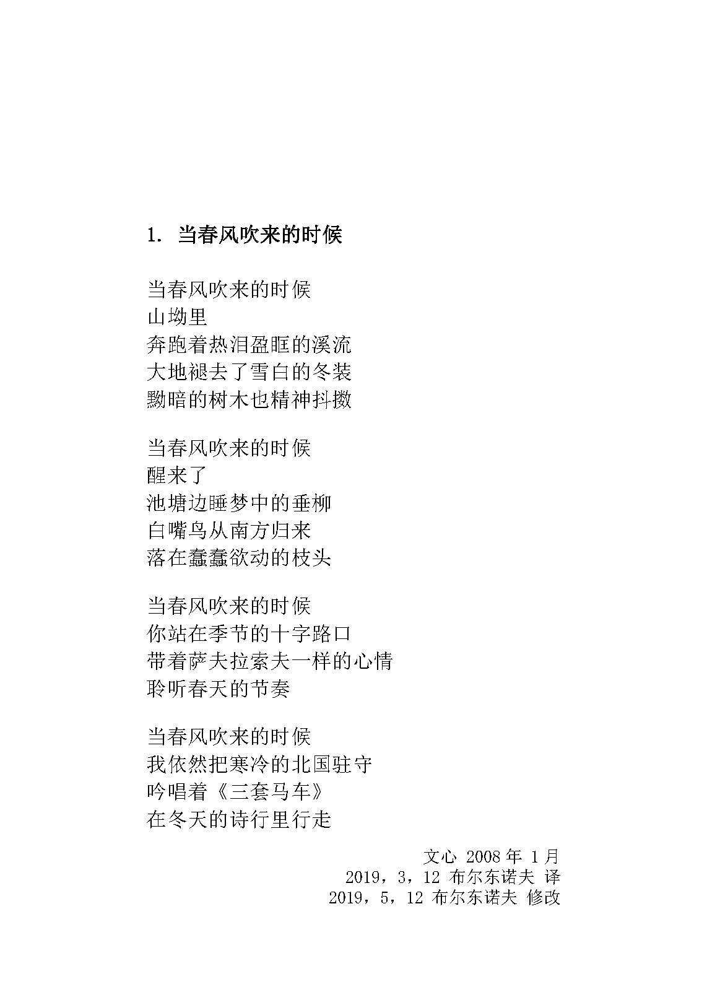 1. 当春风吹来的时候
当春风吹来的时候
山坳里
奔跑着热泪盈眶的溪流
大地褪去了雪白的冬装
黝暗的树木也精神抖擞
当春风吹来的时候
醒来了
池塘边睡梦中的垂柳
白嘴鸟从南方归来
落在蠢蠢欲动的枝头
当春风吹来的时候
你站在季节的十字路口
带着萨夫拉索夫一样的心情
聆听春天的节奏
当春风吹来的时候
我依然把寒冷的北国驻守
吟唱着《三套马车》
在冬天的诗行里行走
文心 2008年 1月
2019，3，12 布尔东诺夫 译
2019，5，12 布尔东诺夫 修改